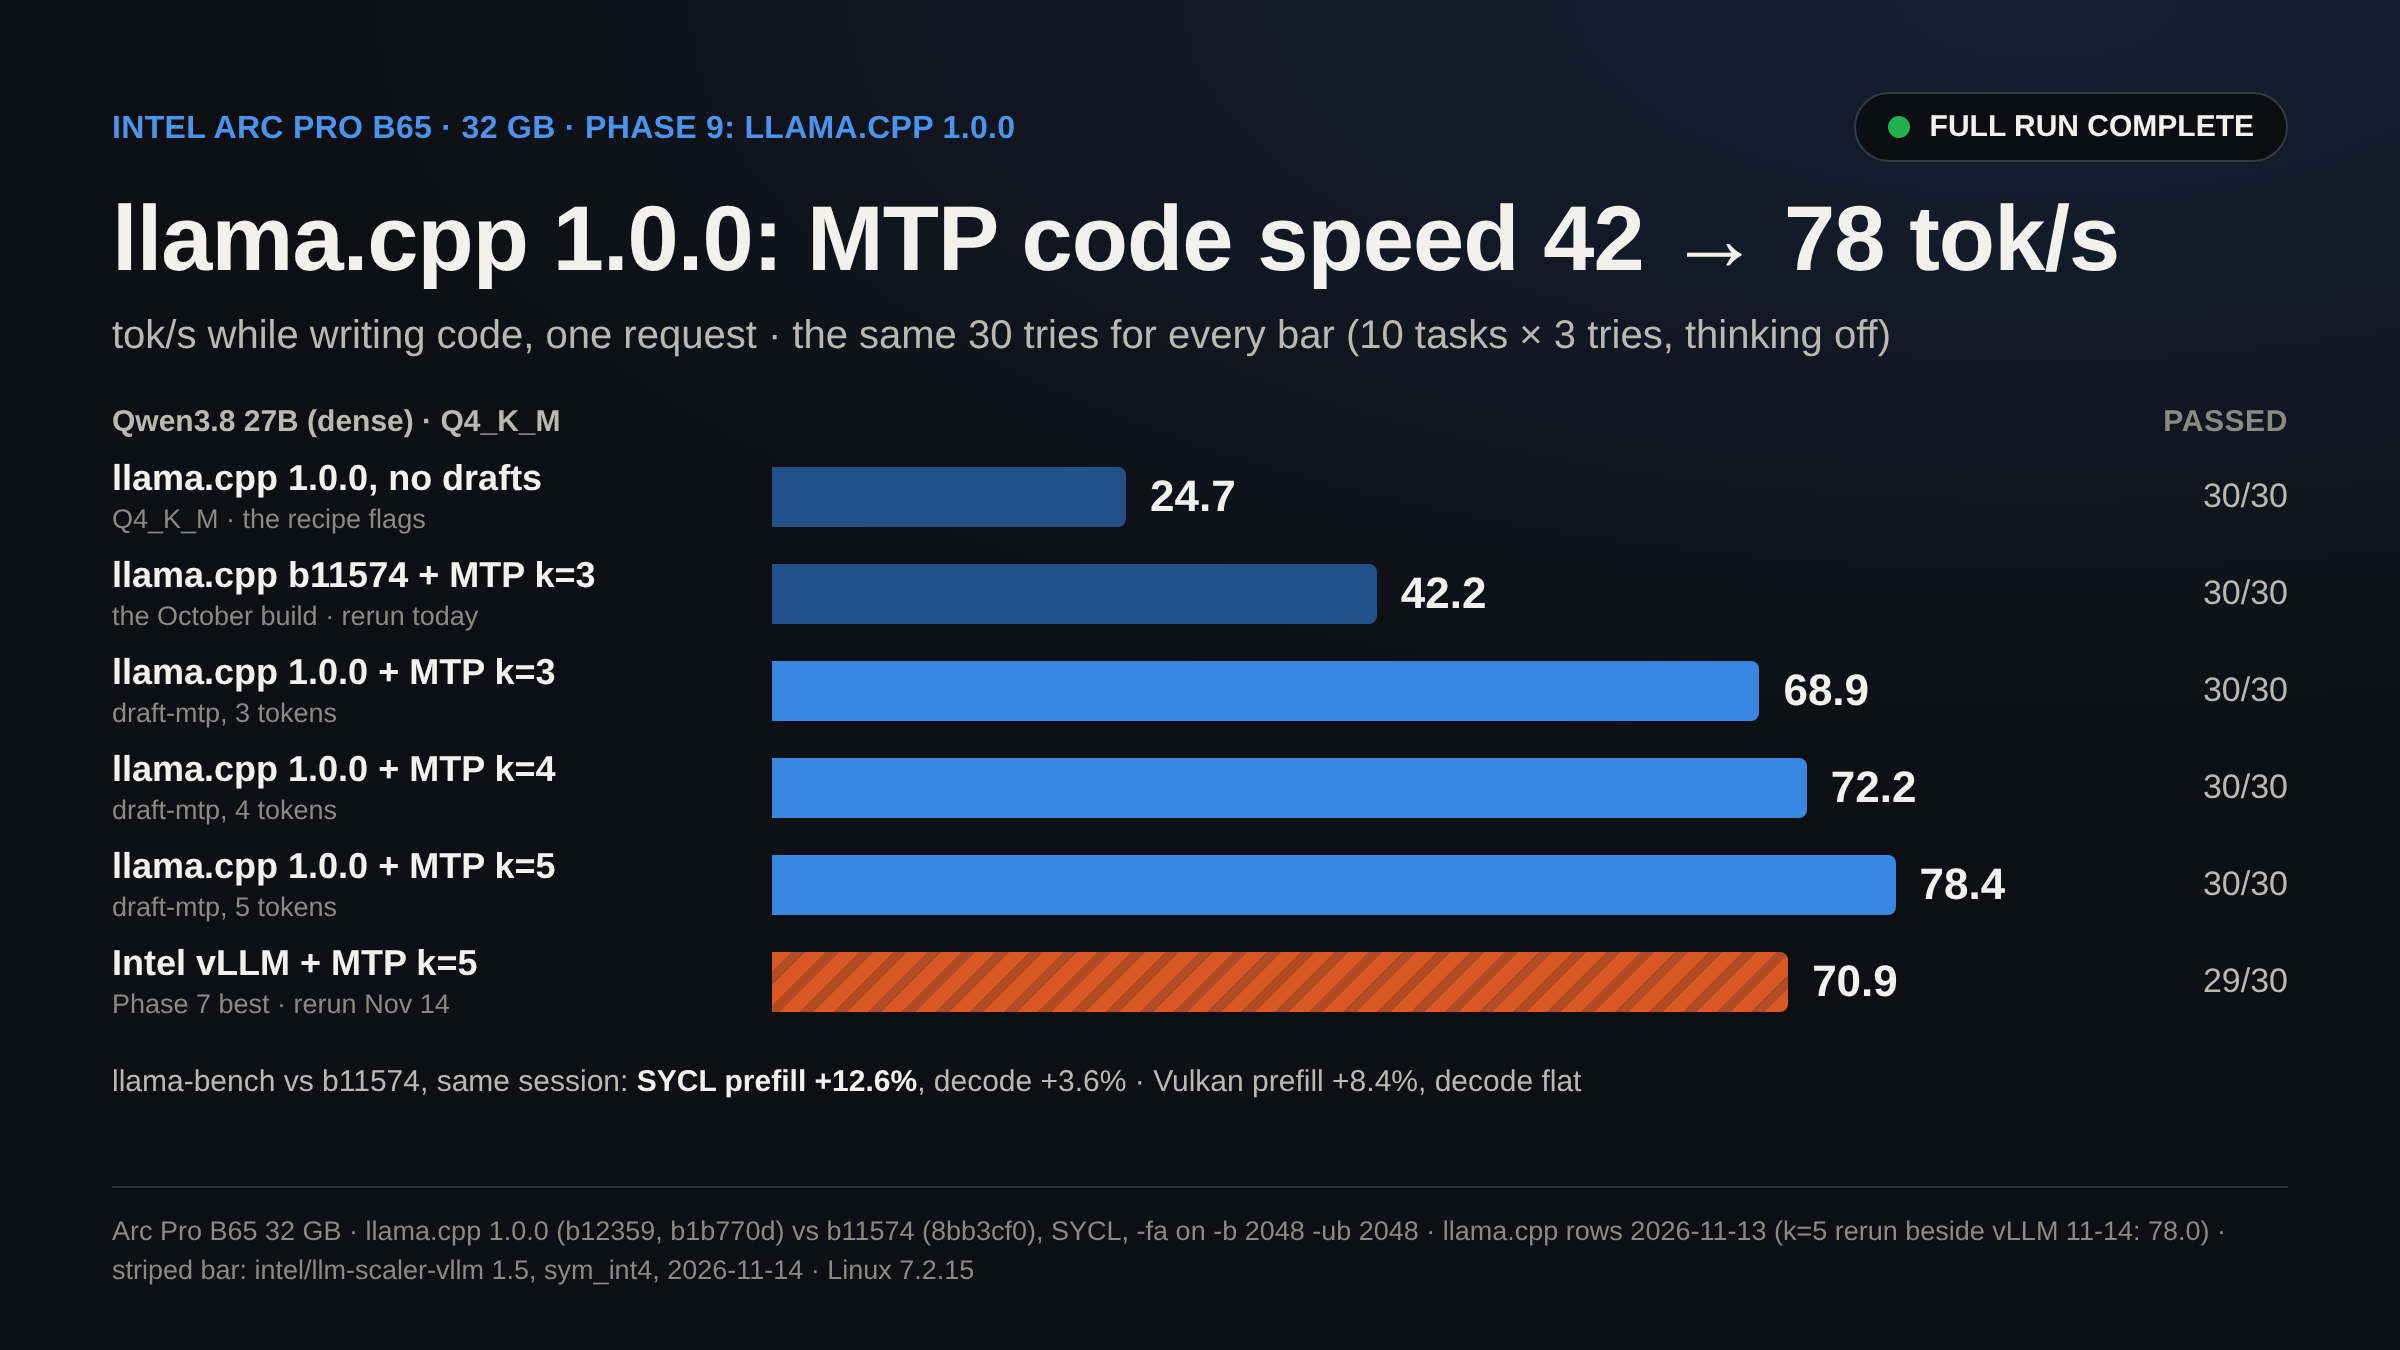 INTEL ARC PRO B65 · 32 GB · PHASE 9: LLAMA.CPP 1.0.0
FULL RUN COMPLETE
llama.cpp 1.0.0: MTP code speed 42 → 78 tok/s
tok/s while writing code, one request · the same 30 tries for every bar (10 tasks × 3 tries, thinking off)
Qwen3.8 27B (dense) · Q4_K_M
PASSED
llama.cpp 1.0.0, no drafts
Q4_K_M · the recipe flags
24.7
30/30
llama.cpp b11574 + MTP k=3
the October build · rerun today
42.2
30/30
llama.cpp 1.0.0 + MTP k=3
draft-mtp, 3 tokens
68.9
30/30
llama.cpp 1.0.0 + MTP k=4
draft-mtp, 4 tokens
72.2
30/30
llama.cpp 1.0.0 + MTP k=5
draft-mtp, 5 tokens
78.4
30/30
Intel vLLM + MTP k=5
Phase 7 best · rerun Nov 14
70.9
29/30
llama-bench vs b11574, same session: SYCL prefill +12.6%, decode +3.6% · Vulkan prefill +8.4%, decode flat
Arc Pro B65 32 GB · llama.cpp 1.0.0 (b12359, b1b770d) vs b11574 (8bb3cf0), SYCL, -fa on -b 2048 -ub 2048 · llama.cpp rows 2026-11-13 (k=5 rerun beside vLLM 11-14: 78.0) ·
striped bar: intel/llm-scaler-vllm 1.5, sym_int4, 2026-11-14 · Linux 7.2.15